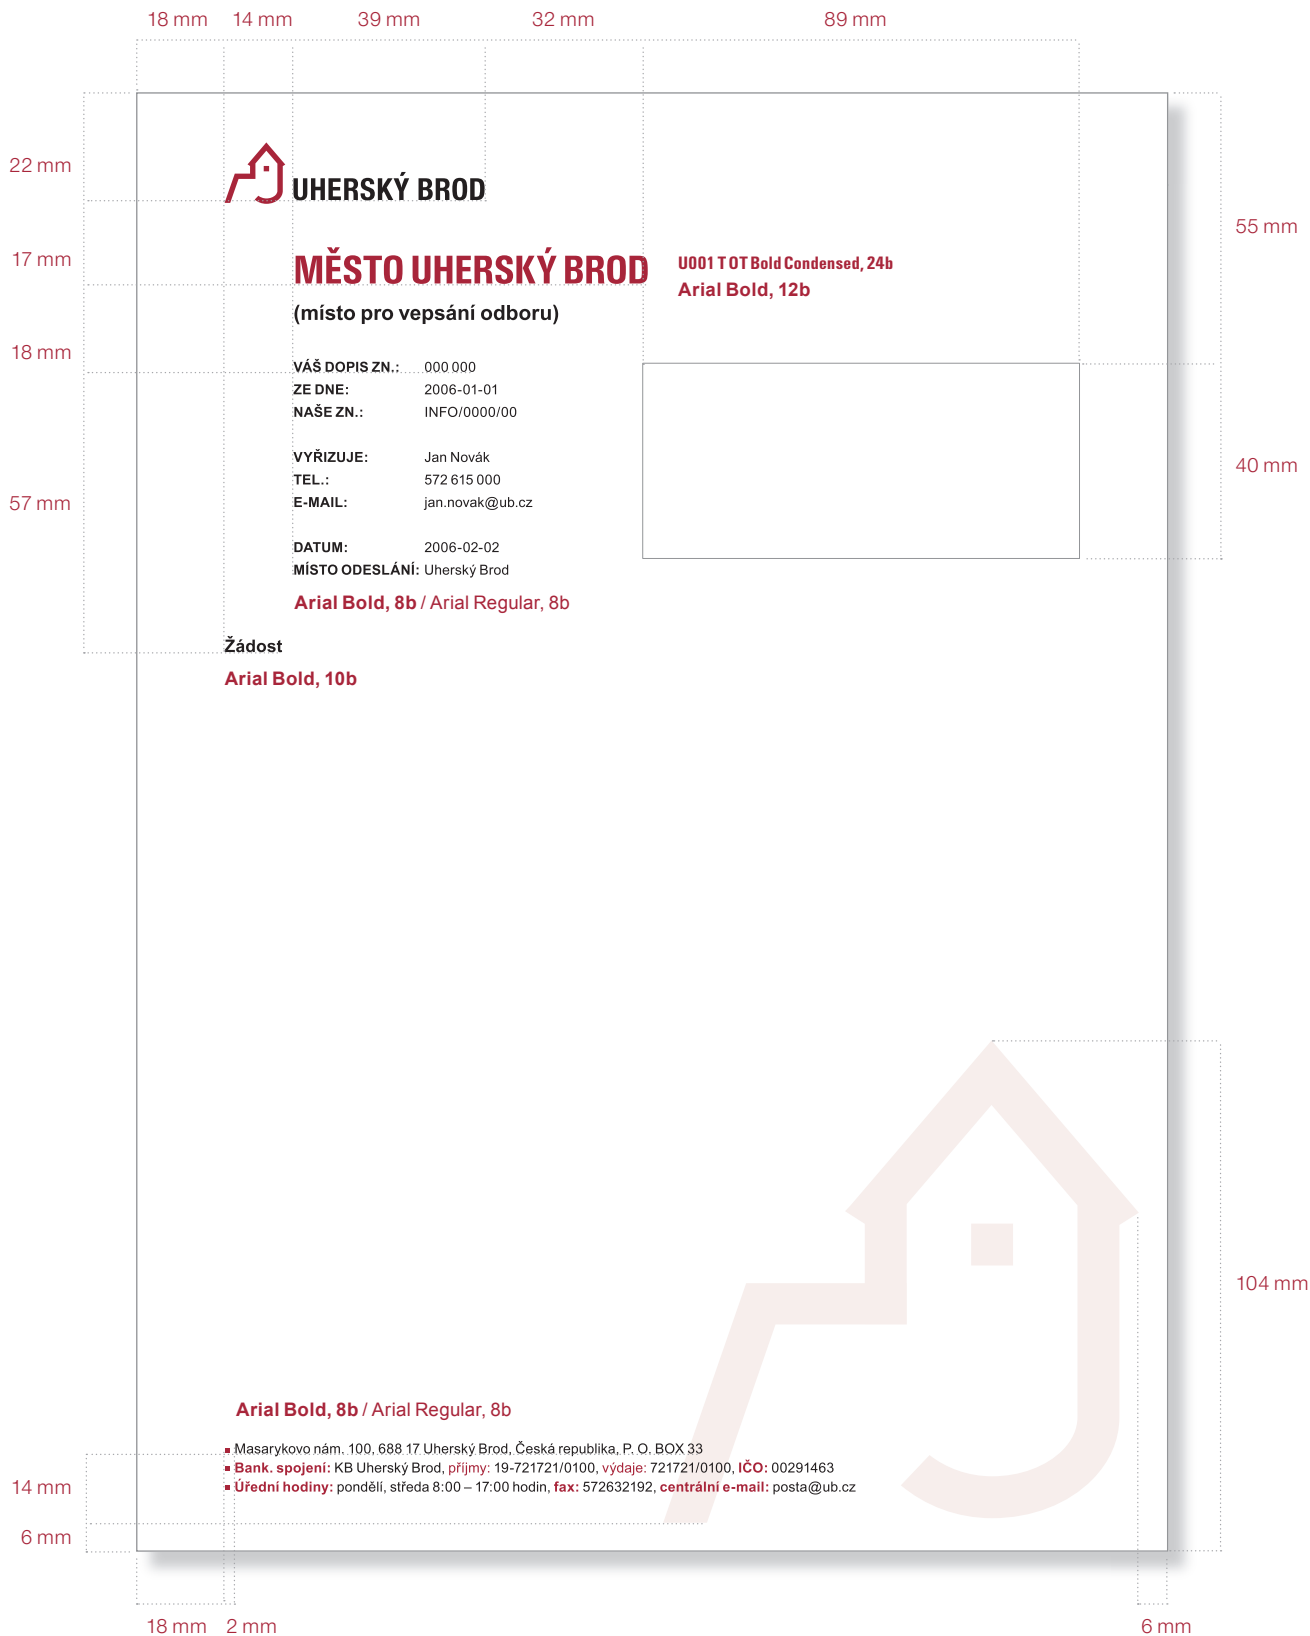 18 mm 14 mm 39 mm 32 mm 89 mm
22 mm
UHERSKÝ BROD
55 mm
17 mm
MĚSTO UHERSKÝ BROD
U001 T OT Bold Condensed, 24b
Arial Bold, 12b
(místo pro vepsání odboru)
18 mm
VÁŠ DOPIS ZN.: 000 000
ZE DNE: 2006-01-01
NAŠE ZN.: INFO/0000/00
VYŘIZUJE: Jan Novák
40 mm
TEL.: 572 615 000
57 mm
E-MAIL: jan.novak@ub.cz
DATUM: 2006-02-02
MÍSTO ODESLÁNÍ: Uherský Brod
Arial Bold, 8b / Arial Regular, 8b
Žádost
Arial Bold, 10b
104 mm
Arial Bold, 8b / Arial Regular, 8b
Masarykovo nám. 100, 688 17 Uherský Brod, Česká republika, P. O. BOX 33
Bank. spojení: KB Uherský Brod, příjmy: 19-721721/0100, výdaje: 721721/0100, IČO: 00291463
14 mm
Úřední hodiny: pondělí, středa 8:00 – 17:00 hodin, fax: 572632192, centrální e-mail: posta@ub.cz
6 mm
18 mm 2 mm 6 mm